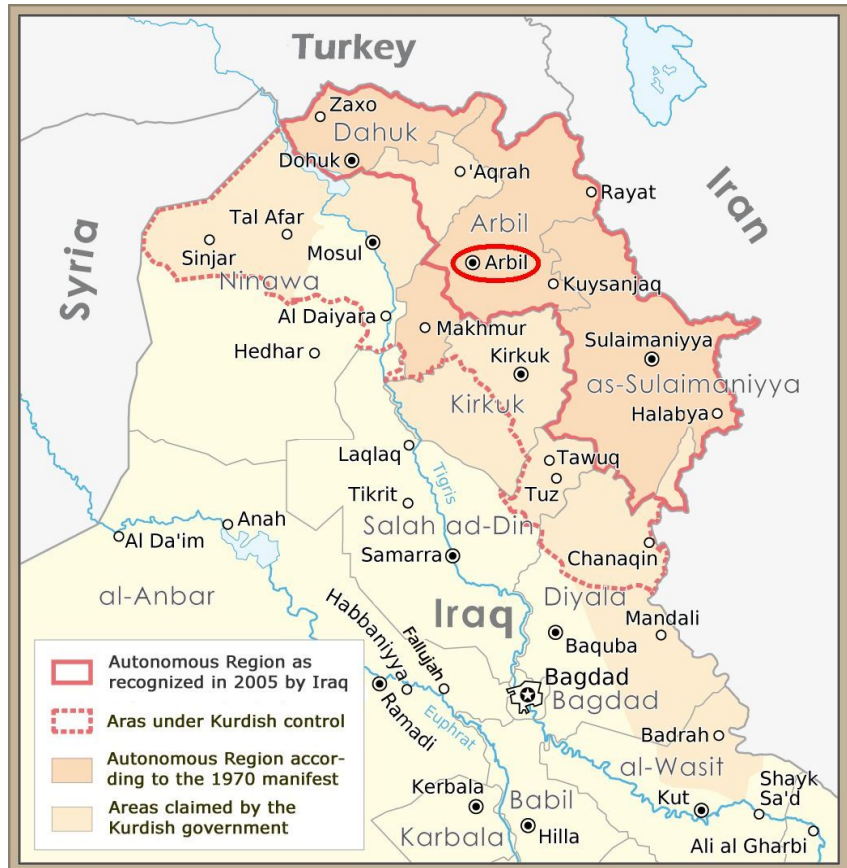 Turkey
Zaxo
Dahuk
Dohuk
'Aqrah
Rayat
Iran
Syria
Tal Afar
Sinjar
Ninawa
Mosul
Arbil
Arbil
Kuysanjaq
Al Daiyara
Makhmur
Hedhar
Kirkuk
Kirkuk
Sulaimaniyya
as-Sulaimaniyya
Halabya
Laqlaq
Tigris
Tawuq
Tuz
Tikrit
Salah ad-Din
Anah
Al Da'im
Samarra
Chanaqin
al-Anbar
Iraq
Diyala
Mandali
Habbaniyya
Fallujah
Baquba
Bagdad
Bagdad
Ramadi
Euphrat
Badrah
al-Wasit
Kerbala
Karbala
Babil
Hilla
Kut
Shayk
Sa'd
Ali al Gharbi
Autonomous Region as
recognized in 2005 by Iraq
Aras under Kurdish control
Autonomous Region accor-
ding to the 1970 manifest
Areas claimed by the
Kurdish government